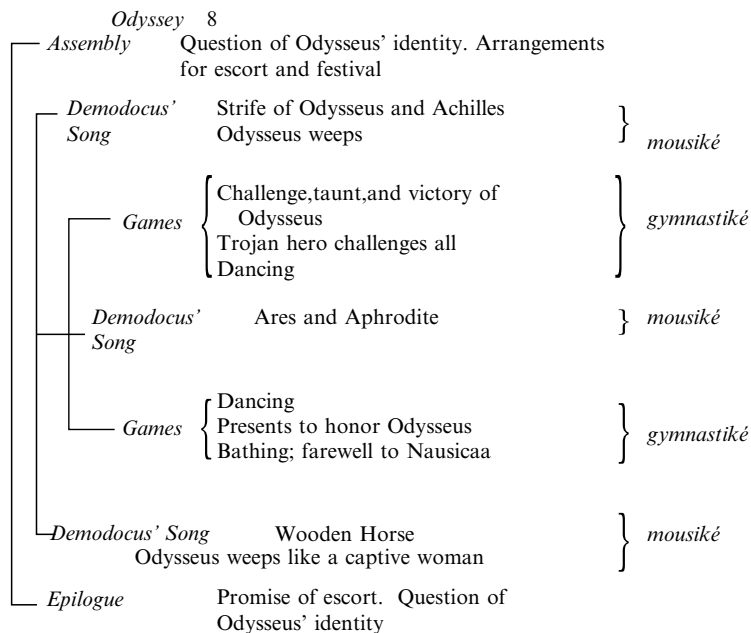 Odyssey 8
Assembly Question of Odysseus' identity. Arrangements
for escort and festival
Demodocus' Strife of Odysseus and Achilles
Song Odysseus weeps
mousiké
Challenge,taunt,and victory of
Games Odysseus gymnastiké
Trojan hero challenges all
Dancing
Demodocus' Ares and Aphrodite mousiké
Song
Dancing
Games Presents to honor Odysseus gymnastiké
Bathing; farewell to Nausicaa
Demodocus' Song Wooden Horse mousiké
Odysseus weeps like a captive woman
Epilogue Promise of escort. Question of
Odysseus' identity